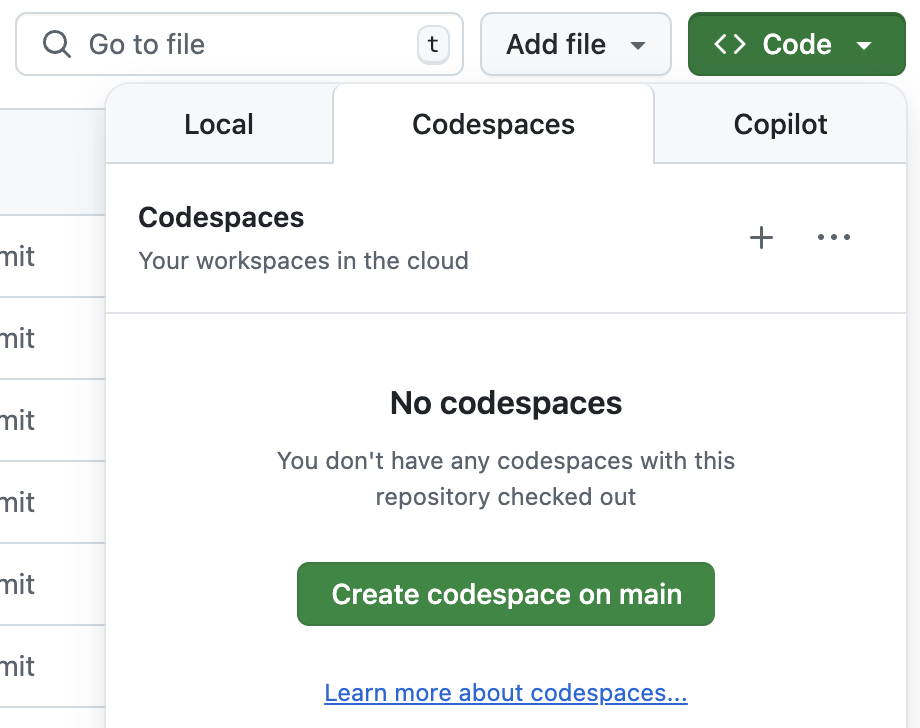 Go to file t Add file <> Code
Local Codespaces Copilot
Codespaces
Your workspaces in the cloud
mit
mit
No codespaces
mit
You don't have any codespaces with this
repository checked out
mit
mit
Create codespace on main
mit
Learn more about codespaces...